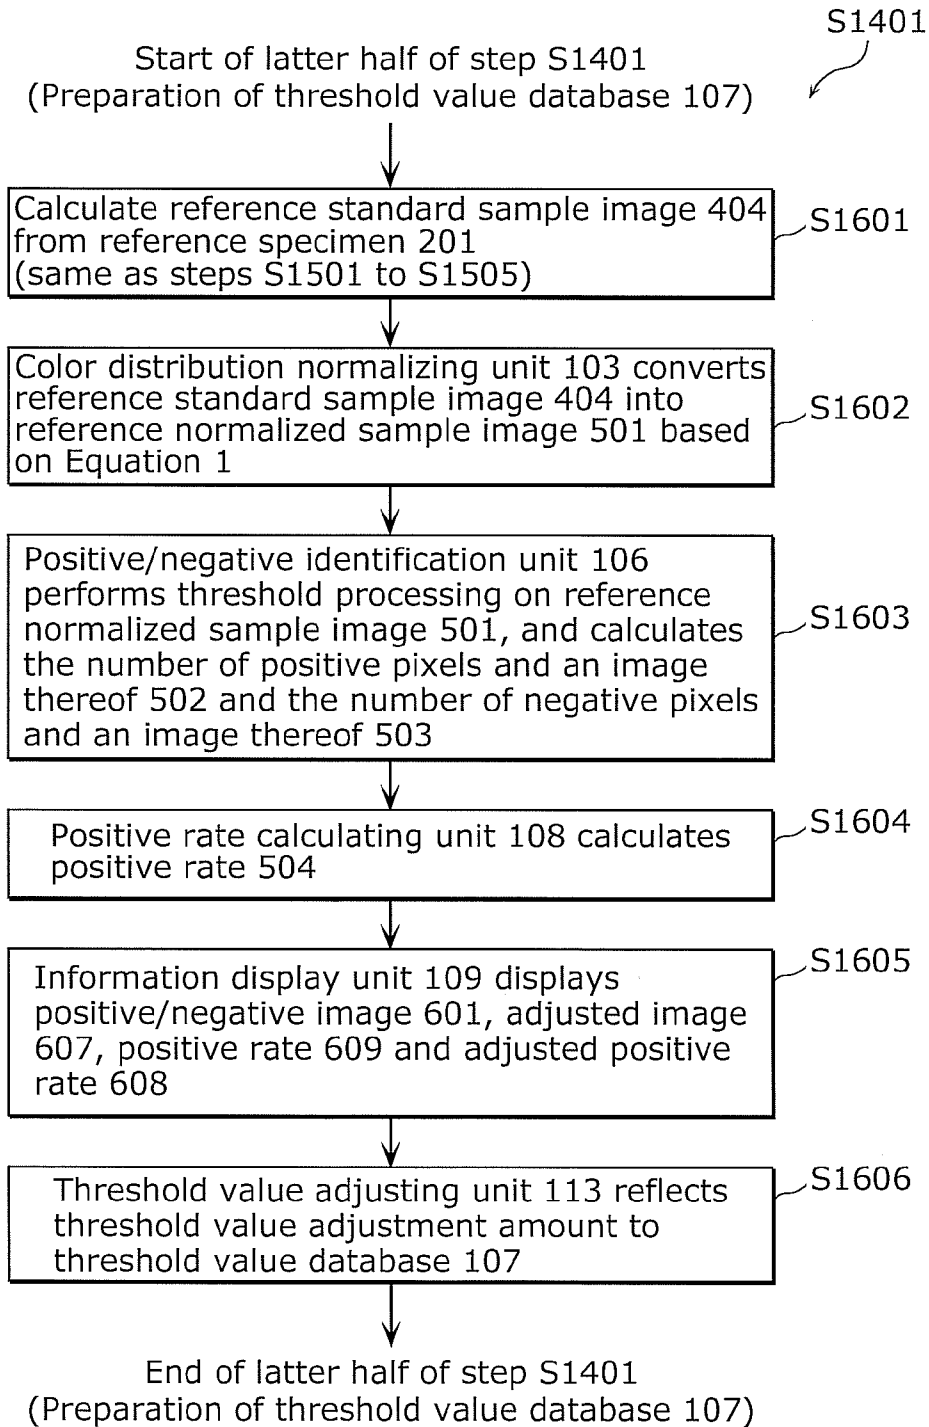 S1401
Start of latter half of step S1401
(Preparation of threshold value database 107)
Calculate reference standard sample image 404
from reference specimen 201
(same as steps S1501 to S1505)
S1601
Color distribution normalizing unit 103 converts
reference standard sample image 404 into
reference normalized sample image 501 based
on Equation 1
S1602
Positive/negative identification unit 106
performs threshold processing on reference
normalized sample image 501, and calculates
the number of positive pixels and an image
thereof 502 and the number of negative pixels
and an image thereof 503
S1603
Positive rate calculating unit 108 calculates
positive rate 504
S1604
Information display unit 109 displays
positive/negative image 601, adjusted image
607, positive rate 609 and adjusted positive
rate 608
S1605
Threshold value adjusting unit 113 reflects
threshold value adjustment amount to
threshold value database 107
S1606
End of latter half of step S1401
(Preparation of threshold value database 107)